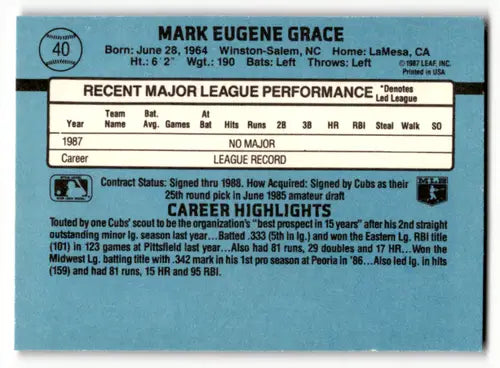 MARK EUGENE GRACE
40
Born: June 28, 1964 Winston-Salem, NC Home: LaMesa, CA
Ht.: 6' 2" Wgt.: 190 Bats: Left Throws: Left
©1987 LEAF, INC.
Printed in USA
RECENT MAJOR LEAGUE PERFORMANCE *Denotes Led League
Year Team Name Bat. Avg. Games At Bat Hits Runs 2B 3B HR RBI Steal Walk SO
1987 NO MAJOR
Career LEAGUE RECORD
Contract Status: Signed thru 1988. How Acquired: Signed by Cubs as their
25th round pick in June 1985 amateur draft
CAREER HIGHLIGHTS
Touted by one Cubs' scout to be the organization's "best prospect in 15 years" after his 2nd straight
outstanding minor lg. season last year...Batted .333 (5th in lg.) and won the Eastern Lg. RBI title
(101) in 123 games at Pittsfield last year...Also had 81 runs, 29 doubles and 17 HR...Won
the Midwest Lg. batting title with .342 mark in his 1st pro season at Peoria in '86...Also led lg. in
hits (159) and had 81 runs, 15 HR and 95 RBI.